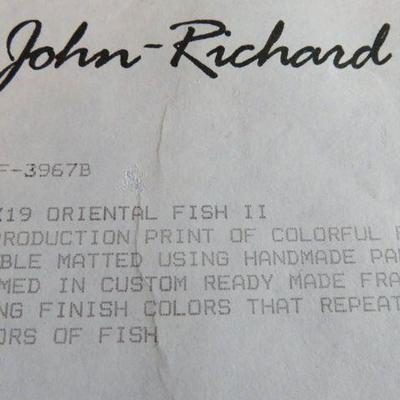 John-Richard
F-3967B
X19 ORIENTAL FISH II
PRODUCTION PRINT OF COLORFUL F
BLE MATTED USING HANDMADE PA
MED IN CUSTOM READY MADE FRA
NG FINISH COLORS THAT REPEAT
ORS OF FISH